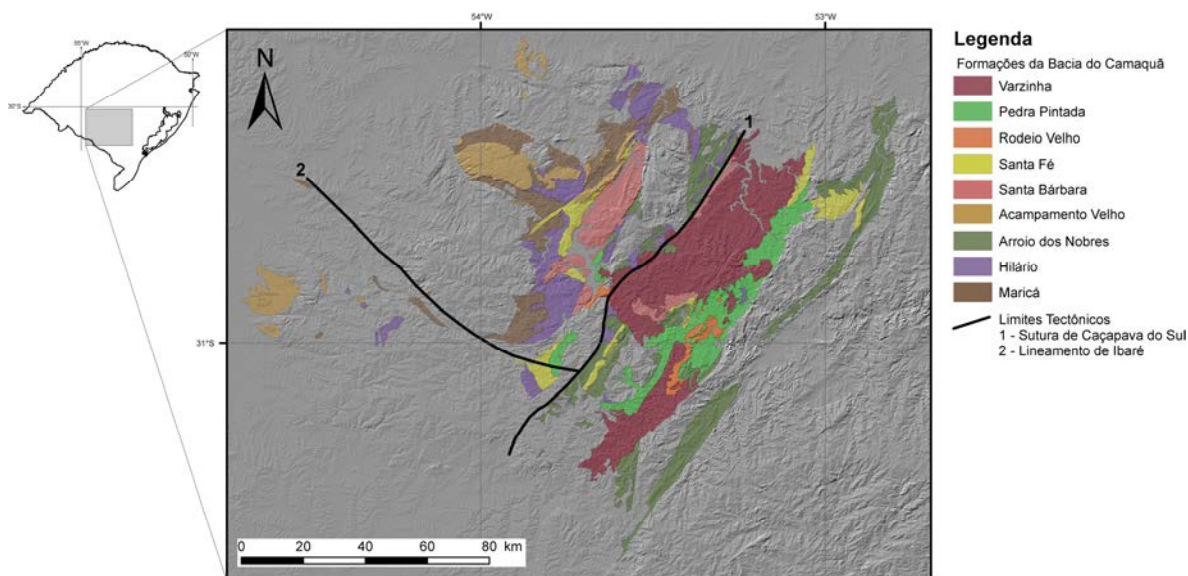 55°W
50°W
30°S
54°W
53°W
N
1
2
31°S
0 20 40 60 80 km
Legenda
Formações da Bacia do Camaquã
Varzinha
Pedra Pintada
Rodeio Velho
Santa Fé
Santa Bárbara
Acampamento Velho
Arroio dos Nobres
Hilário
Maricá
Limites Tectônicos
1 - Sutura de Caçapava do Sul
2 - Lineamento de Ibaré